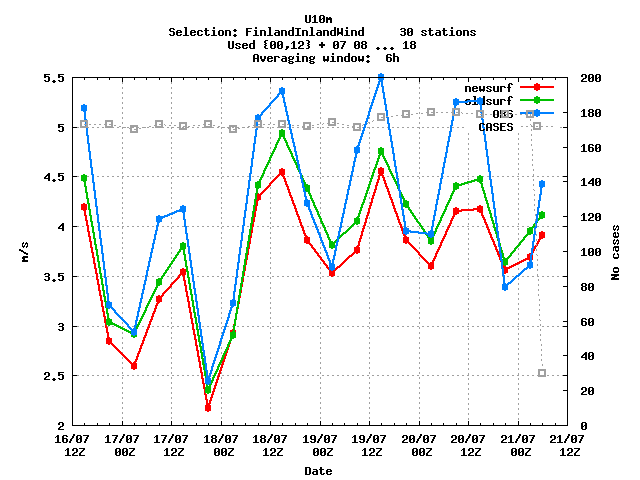 U10m
Selection: FinlandInlandWind 30 stations
Used {00,12} + 07 08 ... 18
Averaging window: 6h
newsurf
oldsurf
OBS
CASES
5.5
5
4.5
4
3.5
3
2.5
2
m/s
200
180
160
140
120
100
80
60
40
20
0
No cases
16/07 17/07 17/07 18/07 18/07 19/07 19/07 20/07 20/07 21/07 21/07
12Z 00Z 12Z 00Z 12Z 00Z 12Z 00Z 12Z 00Z 12Z
Date